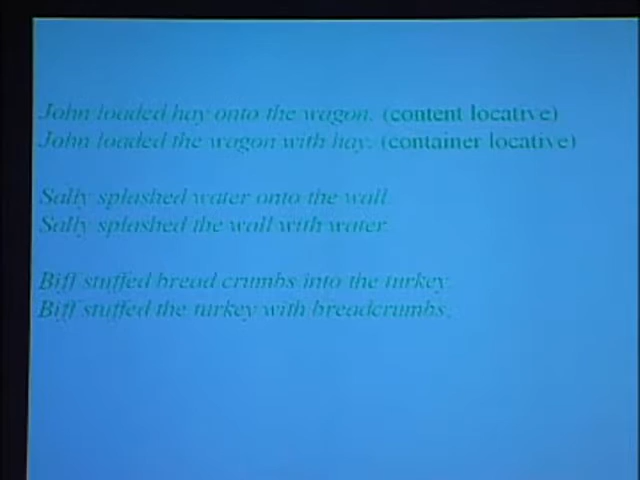 John loaded hay onto the wagon. (content locative)
John loaded the wagon with hay. (container locative)
Sally splashed water onto the wall.
Sally splashed the wall with water.
Biff stuffed bread crumbs into the turkey.
Biff stuffed the turkey with breadcrumbs.